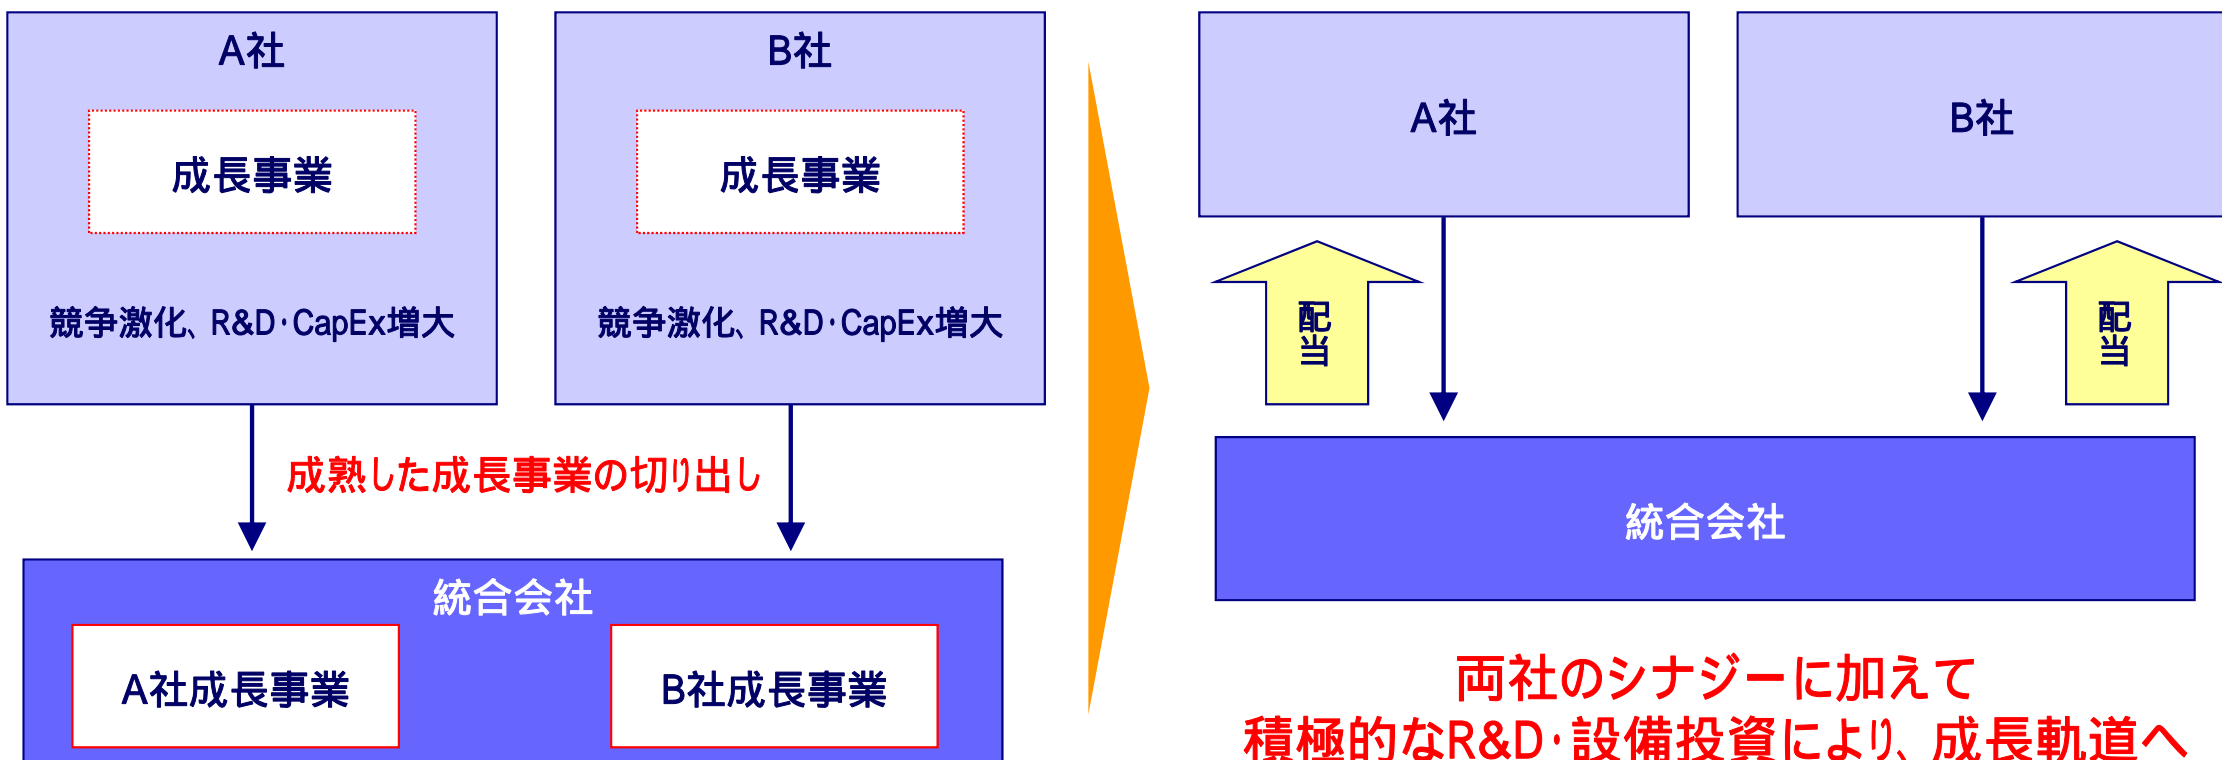 A社
成長事業
競争激化、R&D・CapEx増大
B社
成長事業
競争激化、R&D・CapEx増大
成熟した成長事業の切り出し
統合会社
A社成長事業
B社成長事業
A社
B社
配当
配当
統合会社
両社のシナジーに加えて
積極的なR&D・設備投資により、成長軌道へ